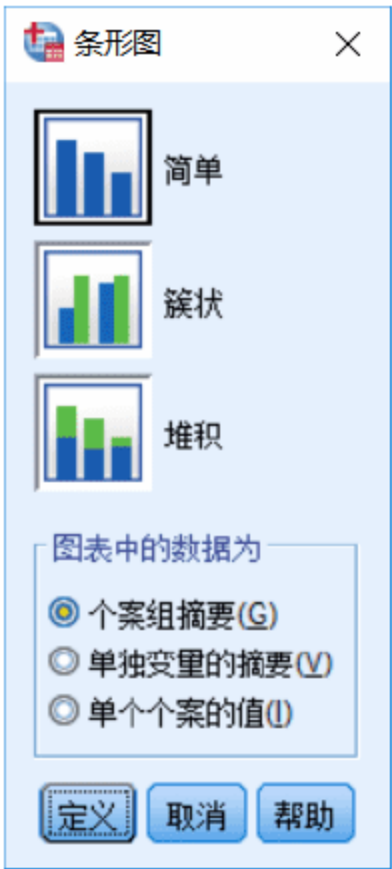 条形图
简单
簇状
堆积
图表中的数据为
个案组摘要(G)
单独变量的摘要(V)
单个个案的值(I)
定义 取消 帮助